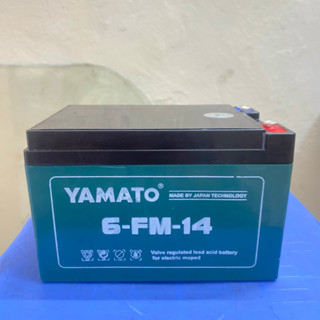 YAMATO® MADE BY JAPAN TECHNOLOGY
6-FM-14
Valve regulated lead acid battery
for electric moped